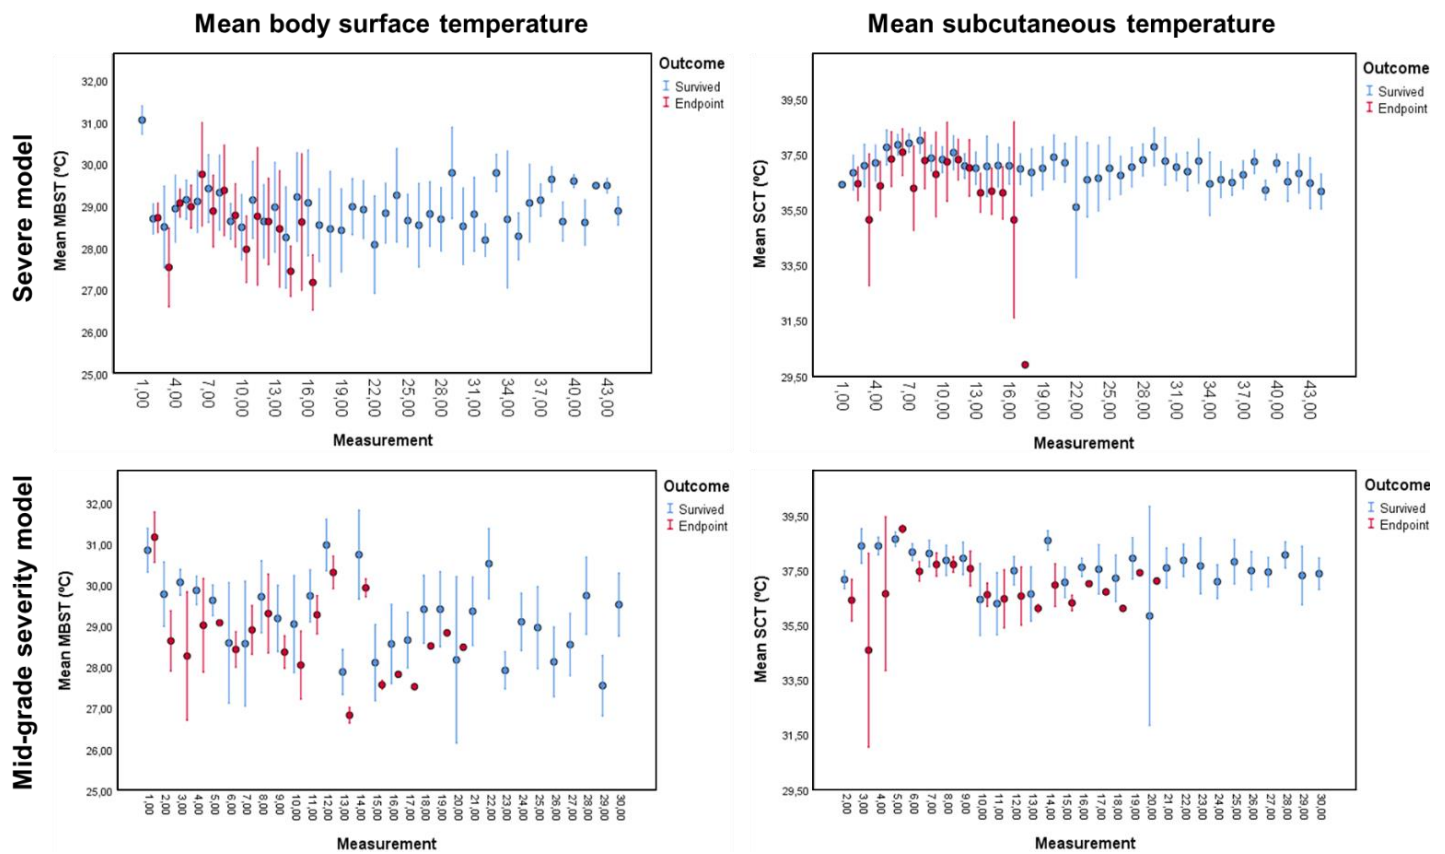 Mean body surface temperature
Mean subcutaneous temperature
Severe model
Mean MBST (ºC)
32,00
31,00
30,00
29,00
28,00
27,00
26,00
25,00
1,00 4,00 7,00 10,00 13,00 16,00 19,00 22,00 25,00 28,00 31,00 34,00 37,00 40,00 43,00
Measurement
Outcome
Survived
Endpoint
Mean SCT (ºC)
39,50
37,50
35,50
33,50
31,50
29,50
1,00 4,00 7,00 10,00 13,00 16,00 19,00 22,00 25,00 28,00 31,00 34,00 37,00 40,00 43,00
Measurement
Outcome
Survived
Endpoint
Mid-grade severity model
Mean MBST (ºC)
32,00
31,00
30,00
29,00
28,00
27,00
26,00
25,00
1,00 2,00 3,00 4,00 5,00 6,00 7,00 8,00 9,00 10,00 11,00 12,00 13,00 14,00 15,00 16,00 17,00 18,00 19,00 20,00 21,00 22,00 23,00 24,00 25,00 26,00 27,00 28,00 29,00 30,00
Measurement
Outcome
Survived
Endpoint
Mean SCT (ºC)
39,50
37,50
35,50
33,50
31,50
29,50
2,00 3,00 4,00 5,00 6,00 7,00 8,00 9,00 10,00 11,00 12,00 13,00 14,00 15,00 16,00 17,00 18,00 19,00 20,00 21,00 22,00 23,00 24,00 25,00 26,00 27,00 28,00 29,00 30,00
Measurement
Outcome
Survived
Endpoint